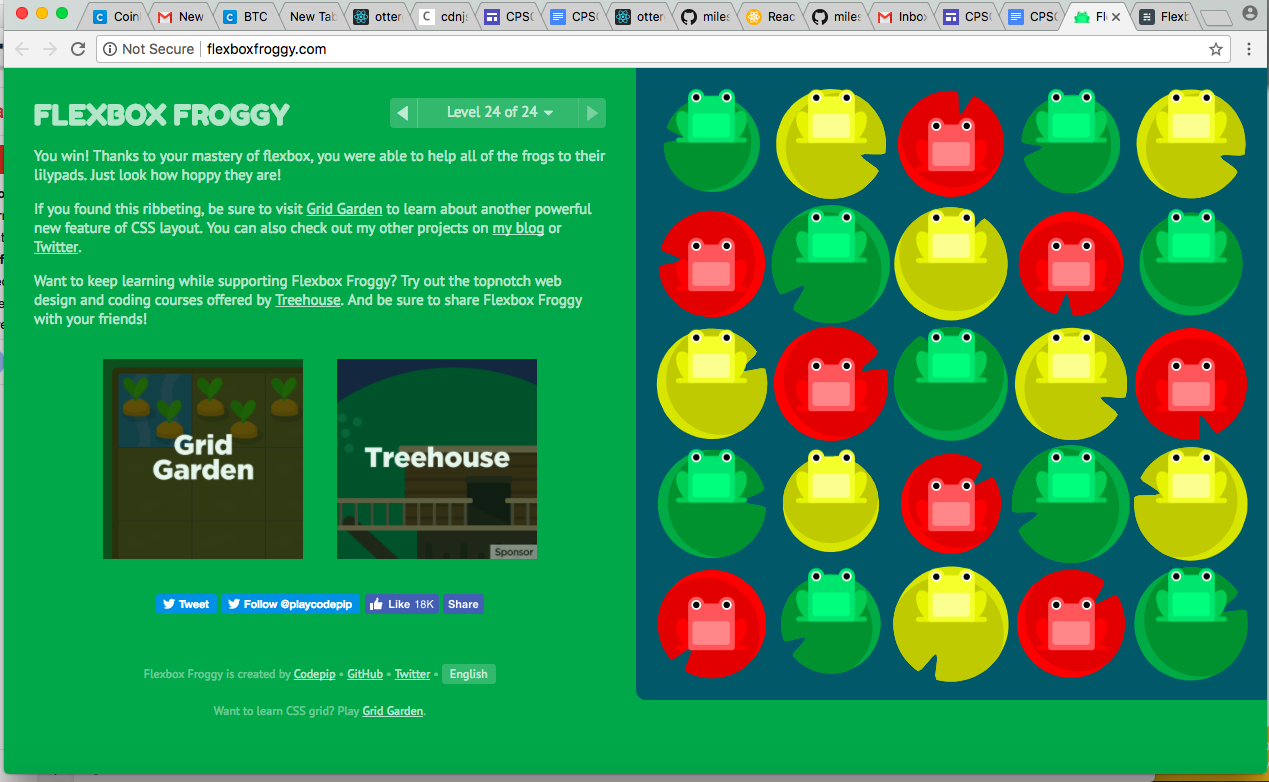 Coin
New
BTC
New Tab
otter
cdnjs
CPSC
CPSC
otter
miles
Reac
miles
Inbo
CPSC
CPSC
Fl
Flexb
Not Secure
flexboxfroggy.com
FLEXBOX FROGGY
Level 24 of 24
You win! Thanks to your mastery of flexbox, you were able to help all of the frogs to their
lilypads. Just look how hoppy they are!
If you found this ribbeting, be sure to visit Grid Garden to learn about another powerful
new feature of CSS layout. You can also check out my other projects on my blog or
Twitter.
Want to keep learning while supporting Flexbox Froggy? Try out the topnotch web
design and coding courses offered by Treehouse. And be sure to share Flexbox Froggy
with your friends!
Grid
Garden
Treehouse
Sponsor
Tweet
Follow @playcodepip
Like 18K
Share
Flexbox Froggy is created by Codepip • GitHub • Twitter • English
Want to learn CSS grid? Play Grid Garden.